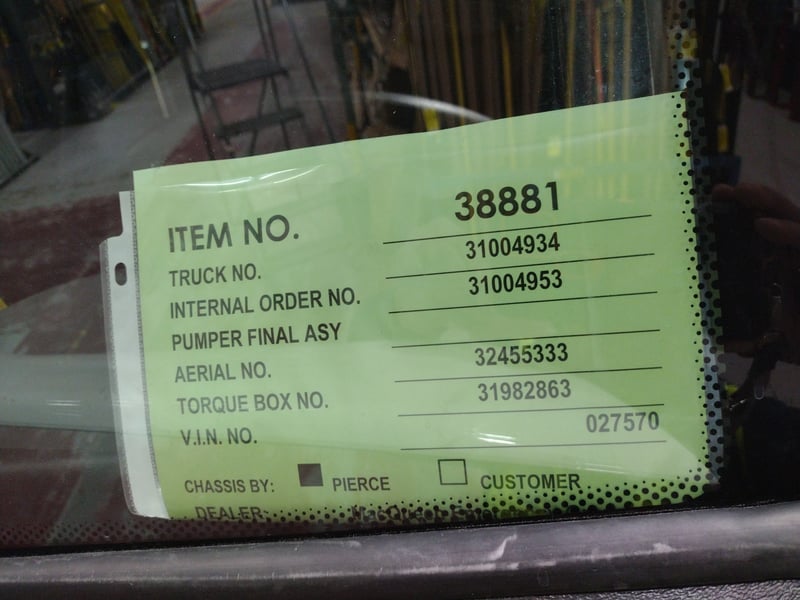 ITEM NO. 38881
TRUCK NO. 31004934
INTERNAL ORDER NO. 31004953
PUMPER FINAL ASY
AERIAL NO. 32455333
TORQUE BOX NO. 31982863
V.I.N. NO. 027570
CHASSIS BY: PIERCE CUSTOMER
DEALER: